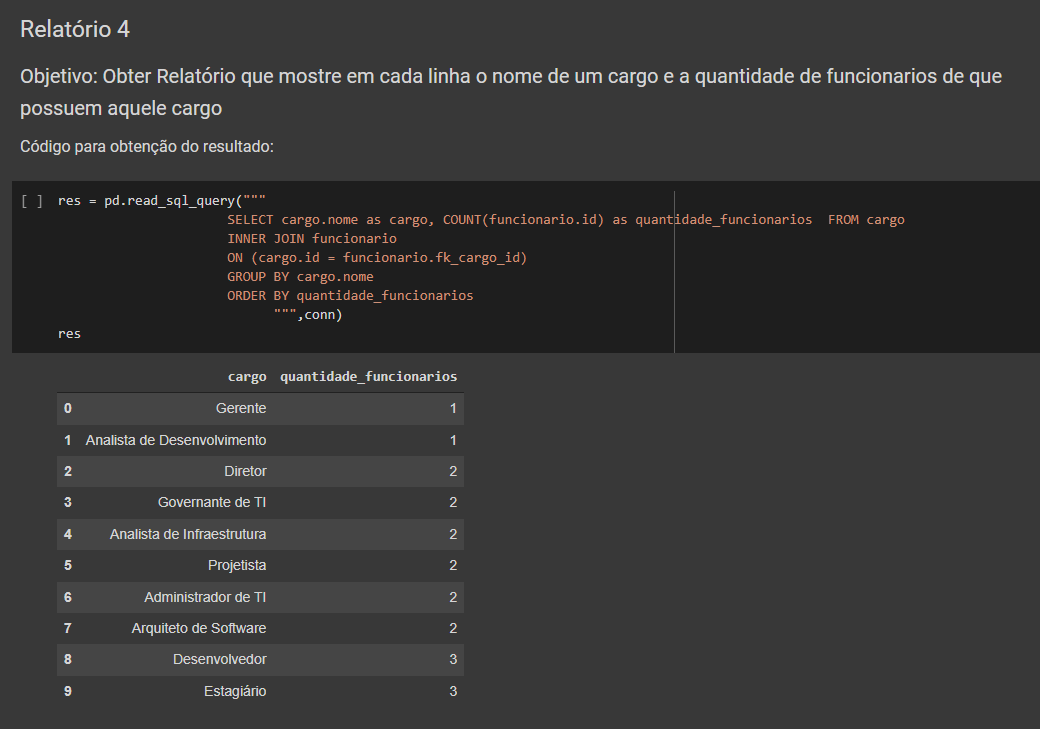 Relatório 4
Objetivo: Obter Relatório que mostre em cada linha o nome de um cargo e a quantidade de funcionarios de que
possuem aquele cargo
Código para obtenção do resultado:
[ ] res = pd.read_sql_query("""
SELECT cargo.nome as cargo, COUNT(funcionario.id) as quantidade_funcionarios  FROM cargo
INNER JOIN funcionario
ON (cargo.id = funcionario.fk_cargo_id)
GROUP BY cargo.nome
ORDER BY quantidade_funcionarios
""",conn)
res
cargo quantidade_funcionarios
0 Gerente 1
1 Analista de Desenvolvimento 1
2 Diretor 2
3 Governante de TI 2
4 Analista de Infraestrutura 2
5 Projetista 2
6 Administrador de TI 2
7 Arquiteto de Software 2
8 Desenvolvedor 3
9 Estagiário 3